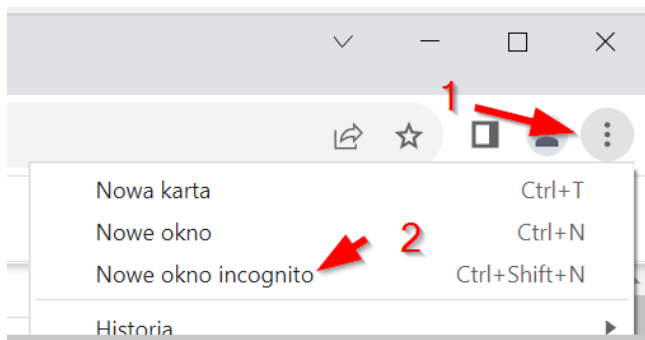 1
Nowa karta Ctrl+T
Nowe okno Ctrl+N
2
Nowe okno incognito Ctrl+Shift+N
Historia